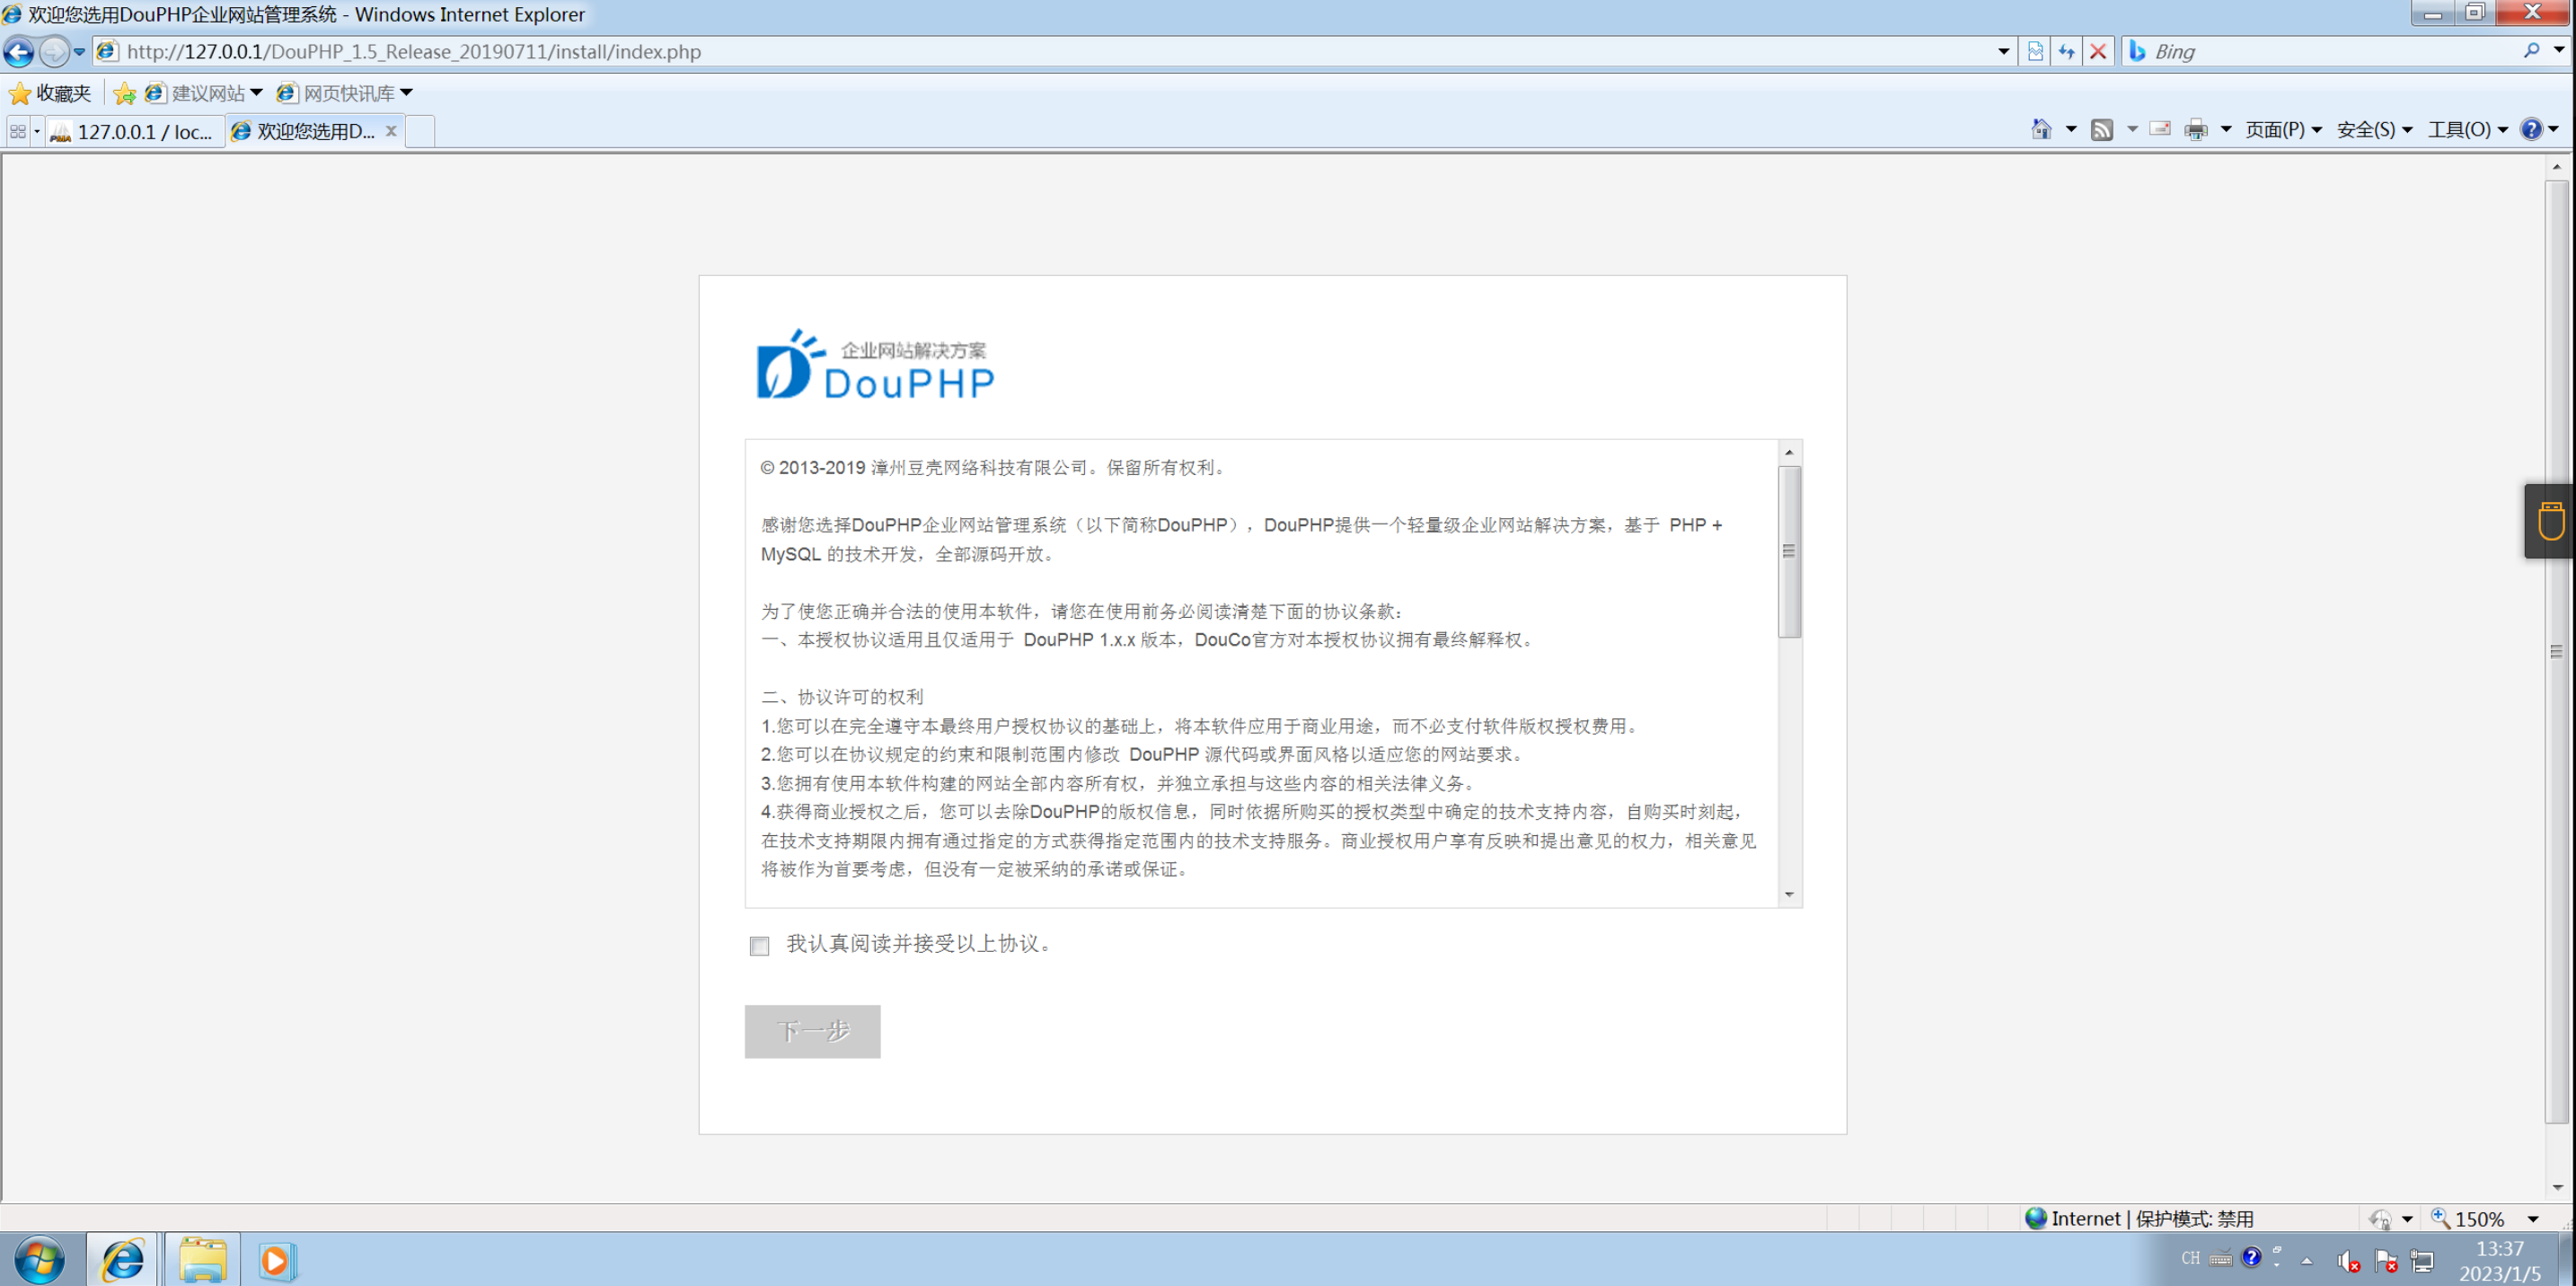 欢迎您选用DouPHP企业网站管理系统 - Windows Internet Explorer
http://127.0.0.1/DouPHP_1.5_Release_20190711/install/index.php
Bing
收藏夹 建议网站 网页快讯库
127.0.0.1 / loc... 欢迎您选用D...
页面(P) 安全(S) 工具(O)
企业网站解决方案
DouPHP
© 2013-2019 漳州豆壳网络科技有限公司。保留所有权利。
感谢您选择DouPHP企业网站管理系统（以下简称DouPHP），DouPHP提供一个轻量级企业网站解决方案，基于 PHP +
MySQL 的技术开发，全部源码开放。
为了使您正确并合法的使用本软件，请您在使用前务必阅读清楚下面的协议条款：
一、本授权协议适用且仅适用于 DouPHP 1.x.x 版本，DouCo官方对本授权协议拥有最终解释权。
二、协议许可的权利
1.您可以在完全遵守本最终用户授权协议的基础上，将本软件应用于商业用途，而不必支付软件版权授权费用。
2.您可以在协议规定的约束和限制范围内修改 DouPHP 源代码或界面风格以适应您的网站要求。
3.您拥有使用本软件构建的网站全部内容所有权，并独立承担与这些内容的相关法律义务。
4.获得商业授权之后，您可以去除DouPHP的版权信息，同时依据所购买的授权类型中确定的技术支持内容，自购买时刻起，
在技术支持期限内拥有通过指定的方式获得指定范围内的技术支持服务。商业授权用户享有反映和提出意见的权力，相关意见
将被作为首要考虑，但没有一定被采纳的承诺或保证。
我认真阅读并接受以上协议。
下一步
Internet | 保护模式: 禁用
150%
CH
13:37
2023/1/5